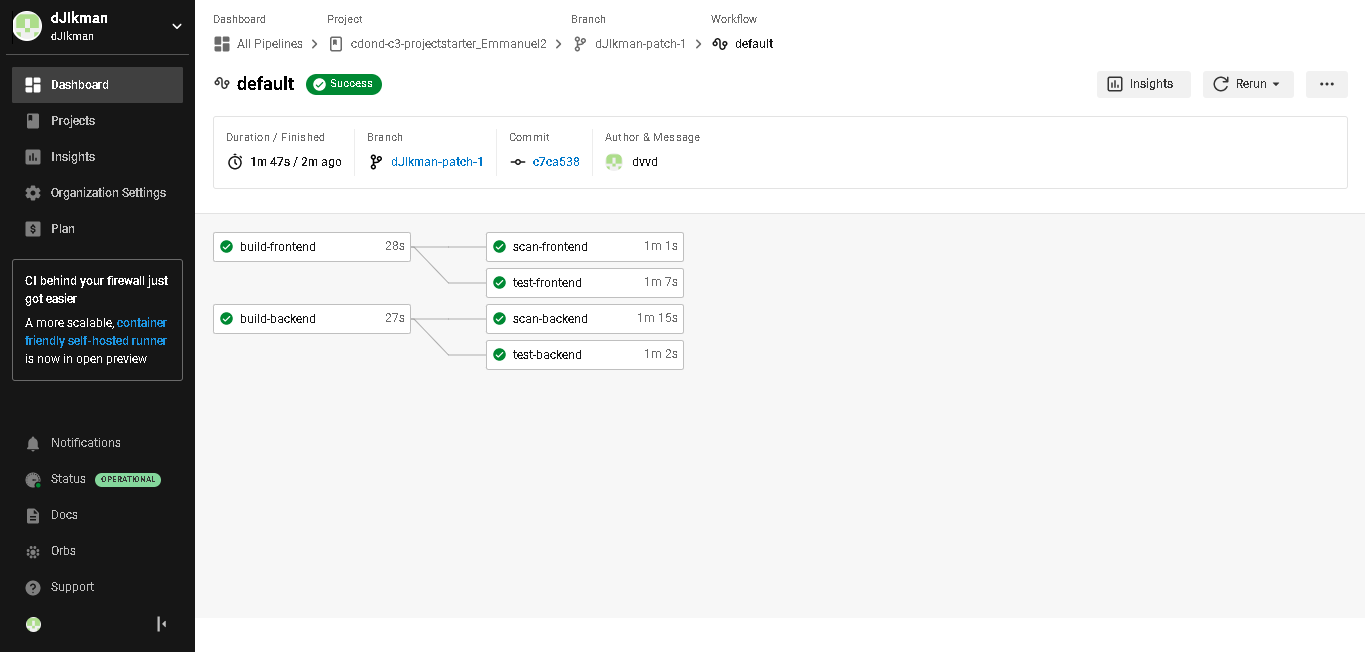 dJlkman
dJlkman
Dashboard
Projects
Insights
Organization Settings
Plan
CI behind your firewall just
got easier
A more scalable, container
friendly self-hosted runner
is now in open preview
Notifications
Status OPERATIONAL
Docs
Orbs
Support
Dashboard Project Branch Workflow
All Pipelines cdond-c3-projectstarter_Emmanuel2 dJlkman-patch-1 default
default Success Insights Rerun
Duration / Finished Branch Commit Author & Message
1m 47s / 2m ago dJlkman-patch-1 c7ca538 dvvd
build-frontend 28s scan-frontend 1m 1s
test-frontend 1m 7s
build-backend 27s scan-backend 1m 15s
test-backend 1m 2s